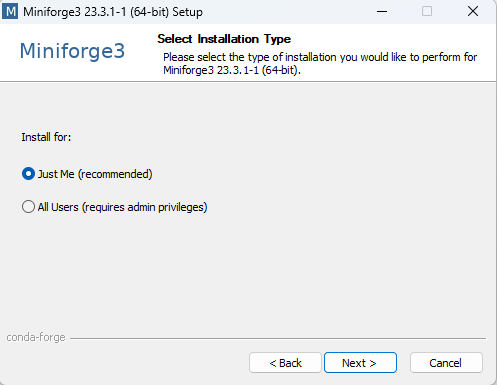 Miniforge3 23.3.1-1 (64-bit) Setup
Miniforge3
Select Installation Type
Please select the type of installation you would like to perform for
Miniforge3 23.3.1-1 (64-bit).
Install for:
Just Me (recommended)
All Users (requires admin privileges)
conda-forge
< Back
Next >
Cancel